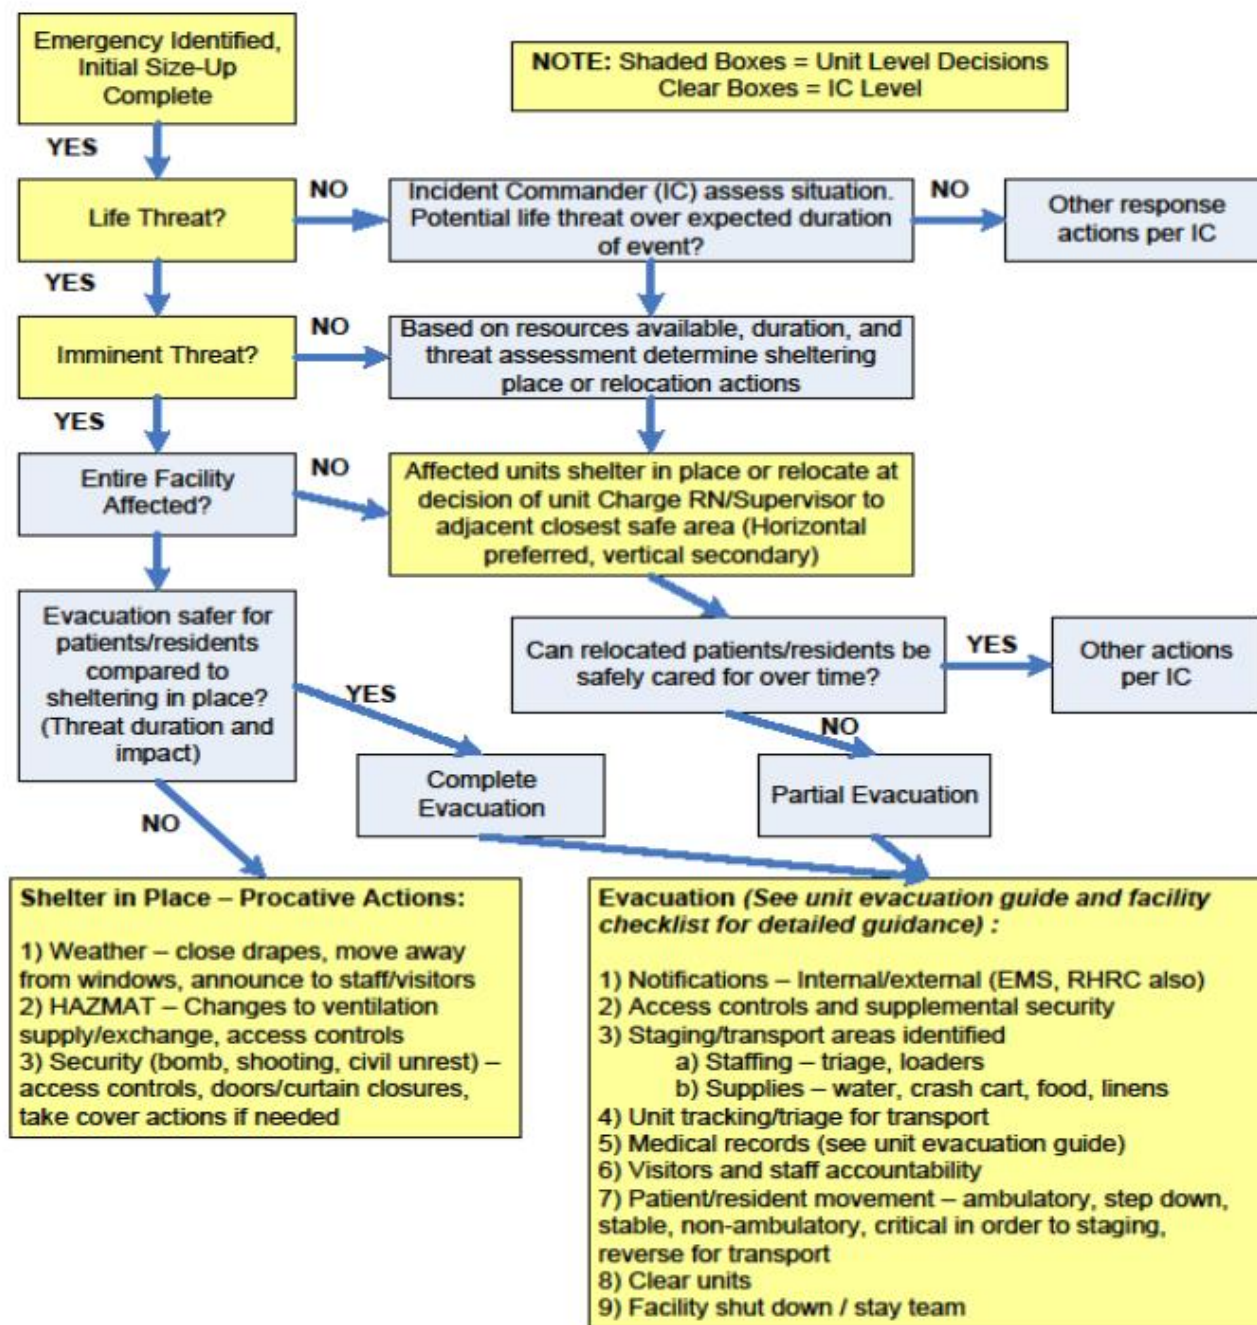 Emergency Identified,
Initial Size-Up
Complete
NOTE: Shaded Boxes = Unit Level Decisions
Clear Boxes = IC Level
YES
Life Threat?
NO
Incident Commander (IC) assess situation.
Potential life threat over expected duration
of event?
NO
Other response
actions per IC
YES
Imminent Threat?
NO
Based on resources available, duration, and
threat assessment determine sheltering
place or relocation actions
YES
Entire Facility
Affected?
NO
Affected units shelter in place or relocate at
decision of unit Charge RN/Supervisor to
adjacent closest safe area (Horizontal
preferred, vertical secondary)
Evacuation safer for
patients/residents
compared to
sheltering in place?
(Threat duration and
impact)
YES
Can relocated patients/residents be
safely cared for over time?
YES
Other actions
per IC
NO
Complete
Evacuation
Partial Evacuation
NO
Shelter in Place – Procative Actions:
1) Weather – close drapes, move away
from windows, announce to staff/visitors
2) HAZMAT – Changes to ventilation
supply/exchange, access controls
3) Security (bomb, shooting, civil unrest) –
access controls, doors/curtain closures,
take cover actions if needed
Evacuation (See unit evacuation guide and facility
checklist for detailed guidance) :
1) Notifications – Internal/external (EMS, RHRC also)
2) Access controls and supplemental security
3) Staging/transport areas identified
a) Staffing – triage, loaders
b) Supplies – water, crash cart, food, linens
4) Unit tracking/triage for transport
5) Medical records (see unit evacuation guide)
6) Visitors and staff accountability
7) Patient/resident movement – ambulatory, step down,
stable, non-ambulatory, critical in order to staging,
reverse for transport
8) Clear units
9) Facility shut down / stay team